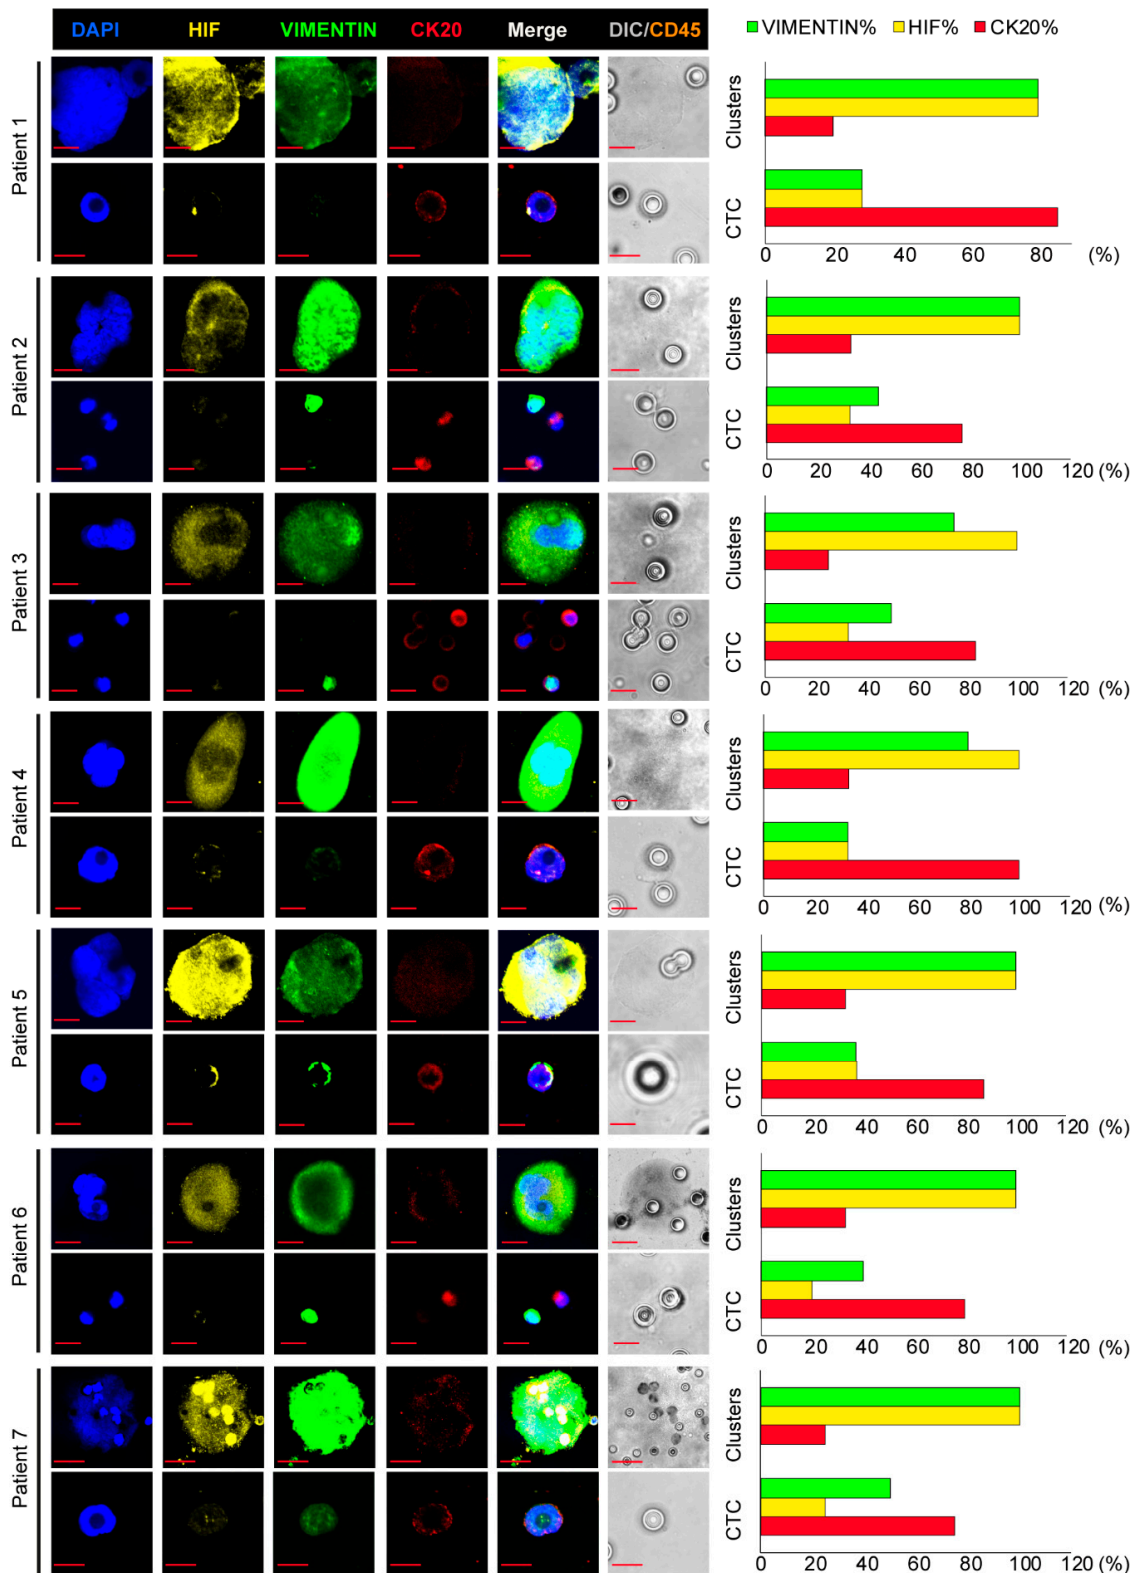 DAPI HIF VIMENTIN CK20 Merge DIC/CD45
VIMENTIN% HIF% CK20%
Patient 1
Clusters
CTC
0 20 40 60 80 (%)
Patient 2
Clusters
CTC
0 20 40 60 80 100 120 (%)
Patient 3
Clusters
CTC
0 20 40 60 80 100 120 (%)
Patient 4
Clusters
CTC
0 20 40 60 80 100 120 (%)
Patient 5
Clusters
CTC
0 20 40 60 80 100 120 (%)
Patient 6
Clusters
CTC
0 20 40 60 80 100 120 (%)
Patient 7
Clusters
CTC
0 20 40 60 80 100 120 (%)